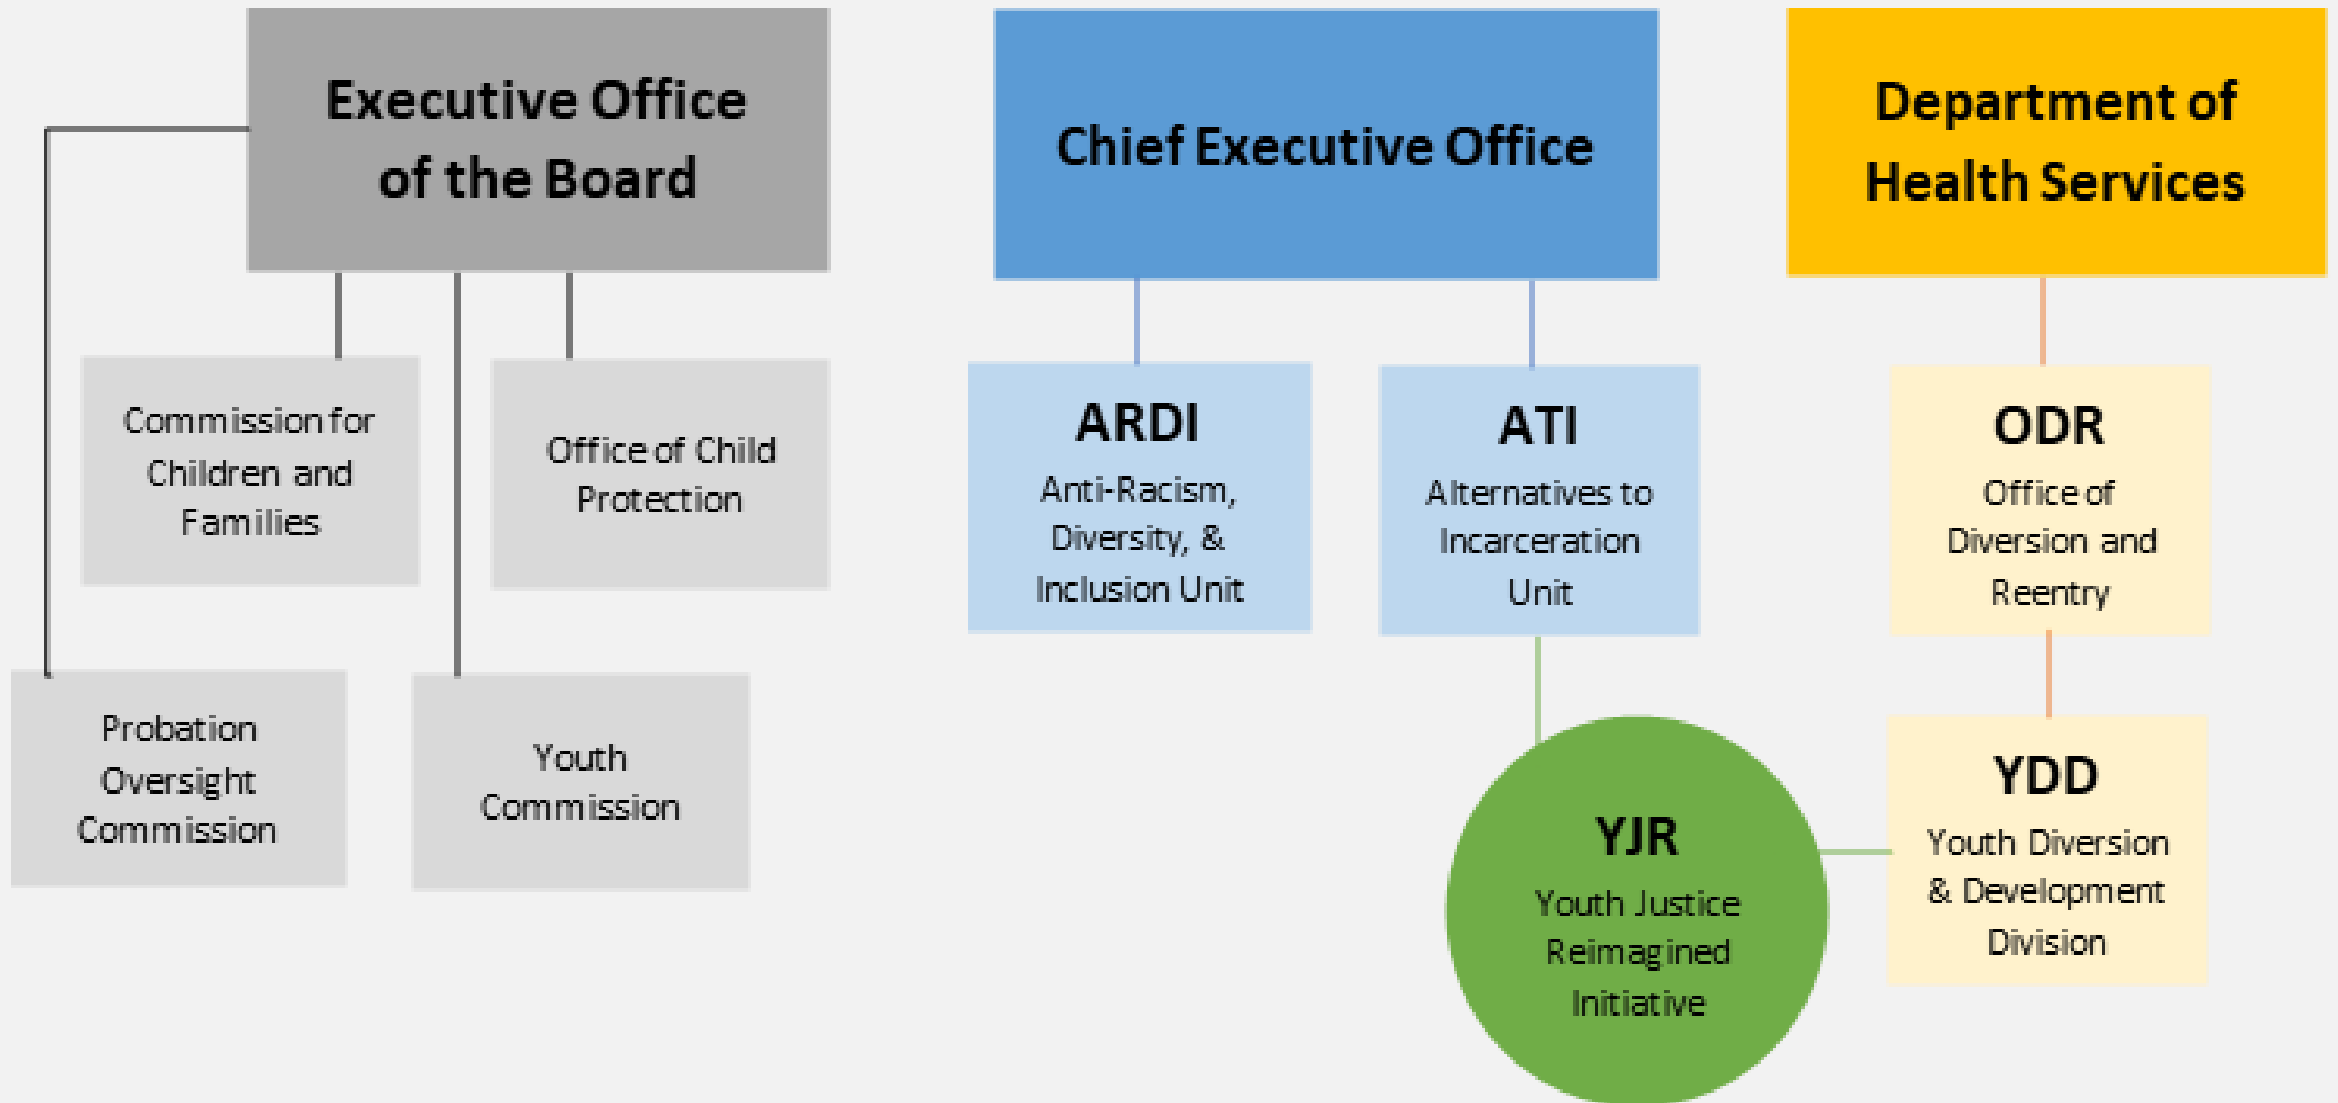 Executive Office
of the Board
Chief Executive Office
Department of
Health Services
Commission for
Children and
Families
Office of Child
Protection
ARDI
Anti-Racism,
Diversity, &
Inclusion Unit
ATI
Alternatives to
Incarceration
Unit
ODR
Office of
Diversion and
Reentry
Probation
Oversight
Commission
Youth
Commission
YJR
Youth Justice
Reimagined
Initiative
YDD
Youth Diversion
& Development
Division